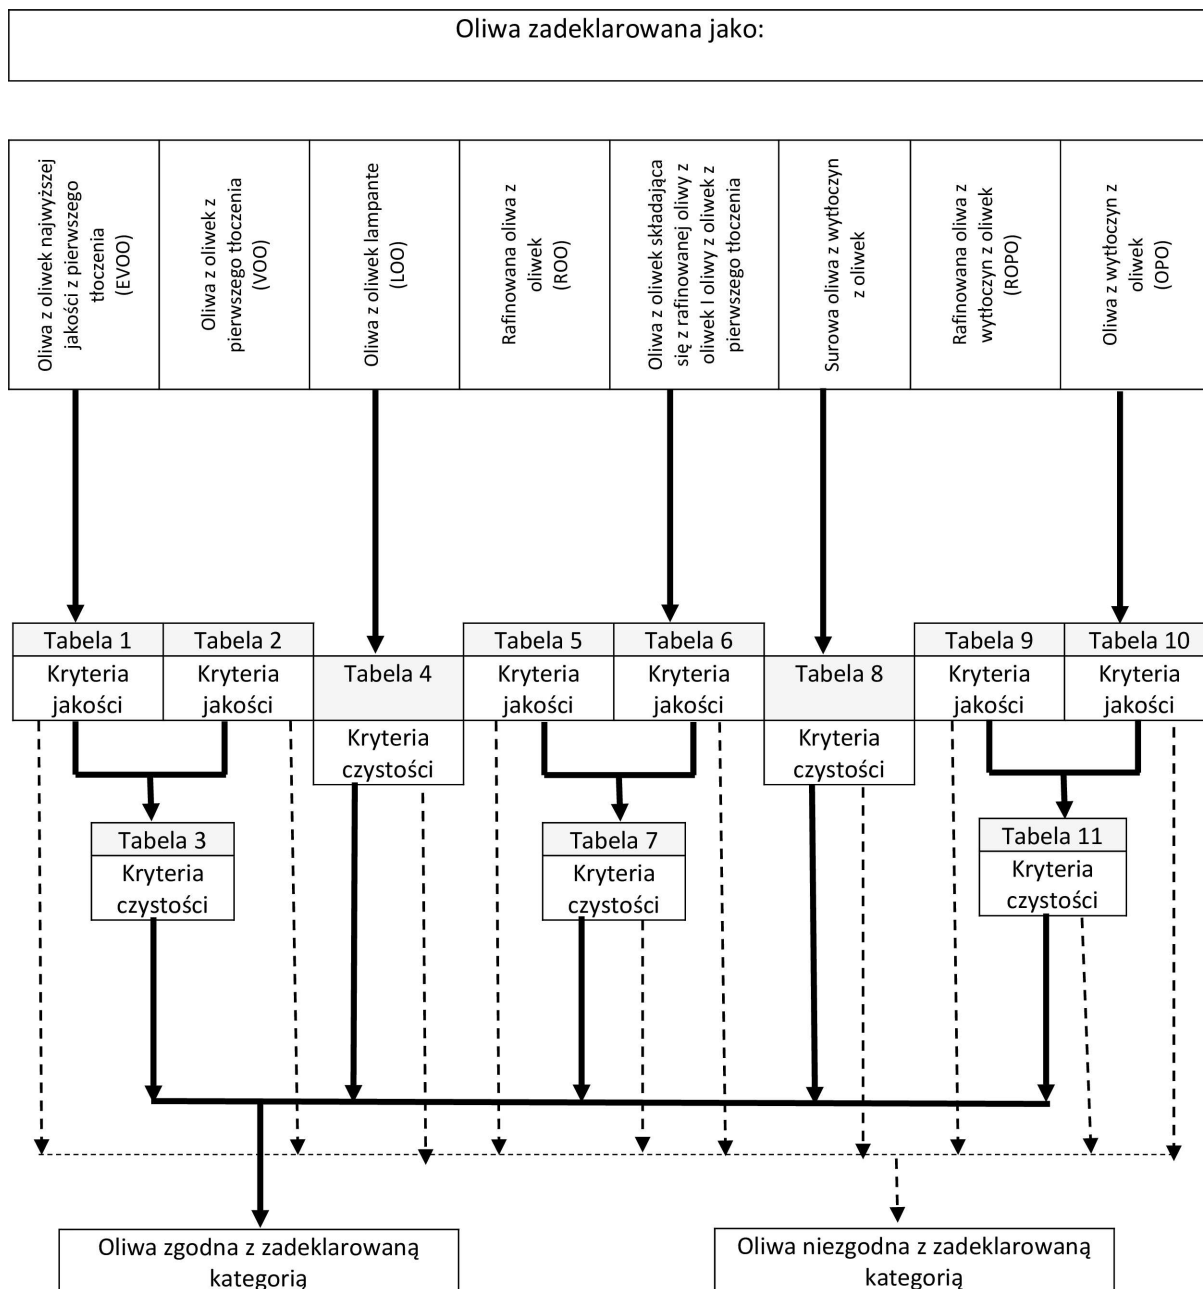 Oliwa zadeklarowana jako:
Oliwa z oliwek najwyższej
jakości z pierwszego
tłoczenia
(EVOO)
Oliwa z oliwek z
pierwszego tłoczenia
(VOO)
Oliwa z oliwek lampante
(LOO)
Rafinowana oliwa z
oliwek
(ROO)
Oliwa z oliwek składająca
się z rafinowanej oliwy z
oliwek I oliwy z oliwek z
pierwszego tłoczenia
Surowa oliwa z wytłoczyn
z oliwek
Rafinowana oliwa z
wytłoczyn z oliwek
(ROPO)
Oliwa z wytłoczyn z
oliwek
(OPO)
Tabela 1
Kryteria
jakości
Tabela 2
Kryteria
jakości
Tabela 4
Kryteria
czystości
Tabela 5
Kryteria
jakości
Tabela 6
Kryteria
jakości
Tabela 8
Kryteria
czystości
Tabela 9
Kryteria
jakości
Tabela 10
Kryteria
jakości
Tabela 3
Kryteria
czystości
Tabela 7
Kryteria
czystości
Tabela 11
Kryteria
czystości
Oliwa zgodna z zadeklarowaną
kategorią
Oliwa niezgodna z zadeklarowaną
kategorią